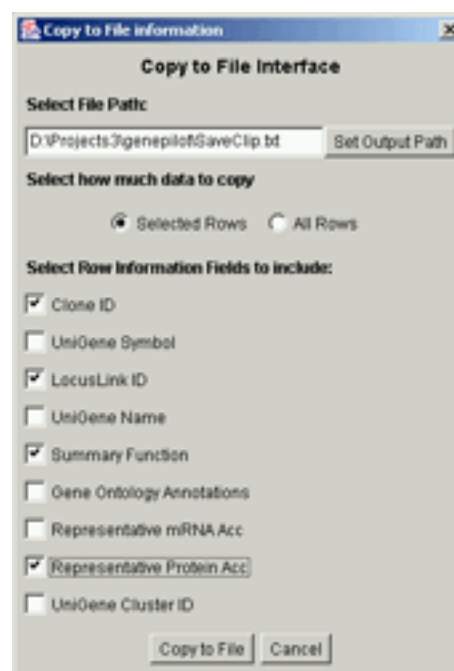 Copy to File information
Copy to File Interface
Select File Path:
D:\Projects3\genepilot\SaveClip.txt Set Output Path
Select how much data to copy
Selected Rows All Rows
Select Row Information Fields to include:
Clone ID
UniGene Symbol
LocusLink ID
UniGene Name
Summary Function
Gene Ontology Annotations
Representative mRNA Acc
Representative Protein Acc
UniGene Cluster ID
Copy to File Cancel